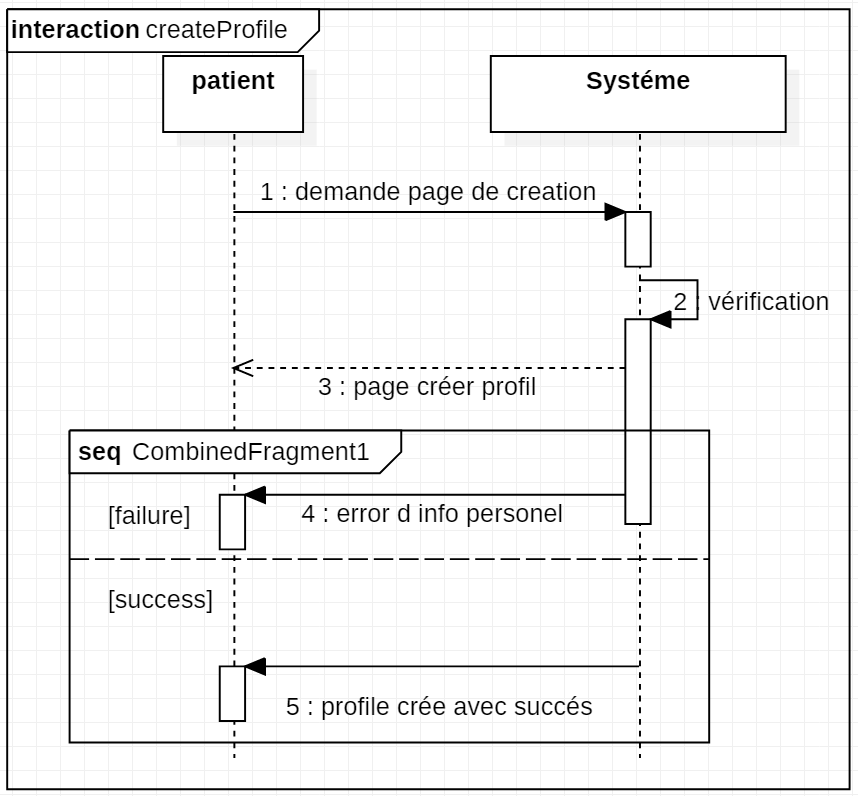 interaction createProfile
patient
Systéme
1 : demande page de creation
2 : vérification
3 : page créer profil
seq CombinedFragment1
[failure]
4 : error d info personel
[success]
5 : profile crée avec succés